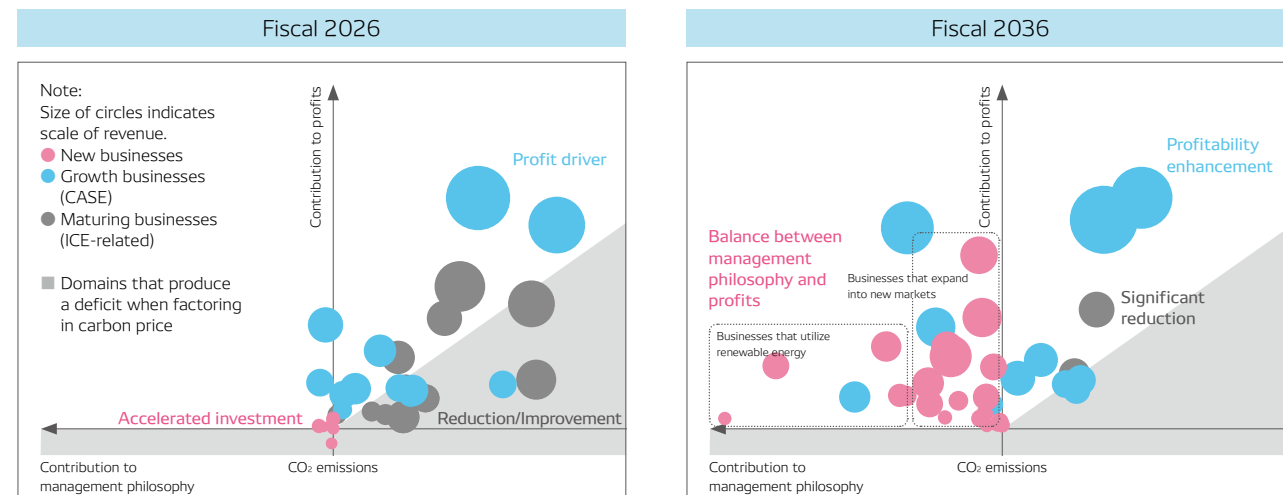 Fiscal 2026
Note:
Size of circles indicates
scale of revenue.
New businesses
Growth businesses
(CASE)
Maturing businesses
(ICE-related)
Domains that produce
a deficit when factoring
in carbon price
Contribution to profits
Profit driver
Accelerated investment
Reduction/Improvement
Contribution to
management philosophy
CO₂ emissions
Fiscal 2036
Contribution to profits
Profitability
enhancement
Balance between
management
philosophy and
profits
Businesses that expand
into new markets
Significant
reduction
Businesses that utilize
renewable energy
Contribution to
management philosophy
CO₂ emissions